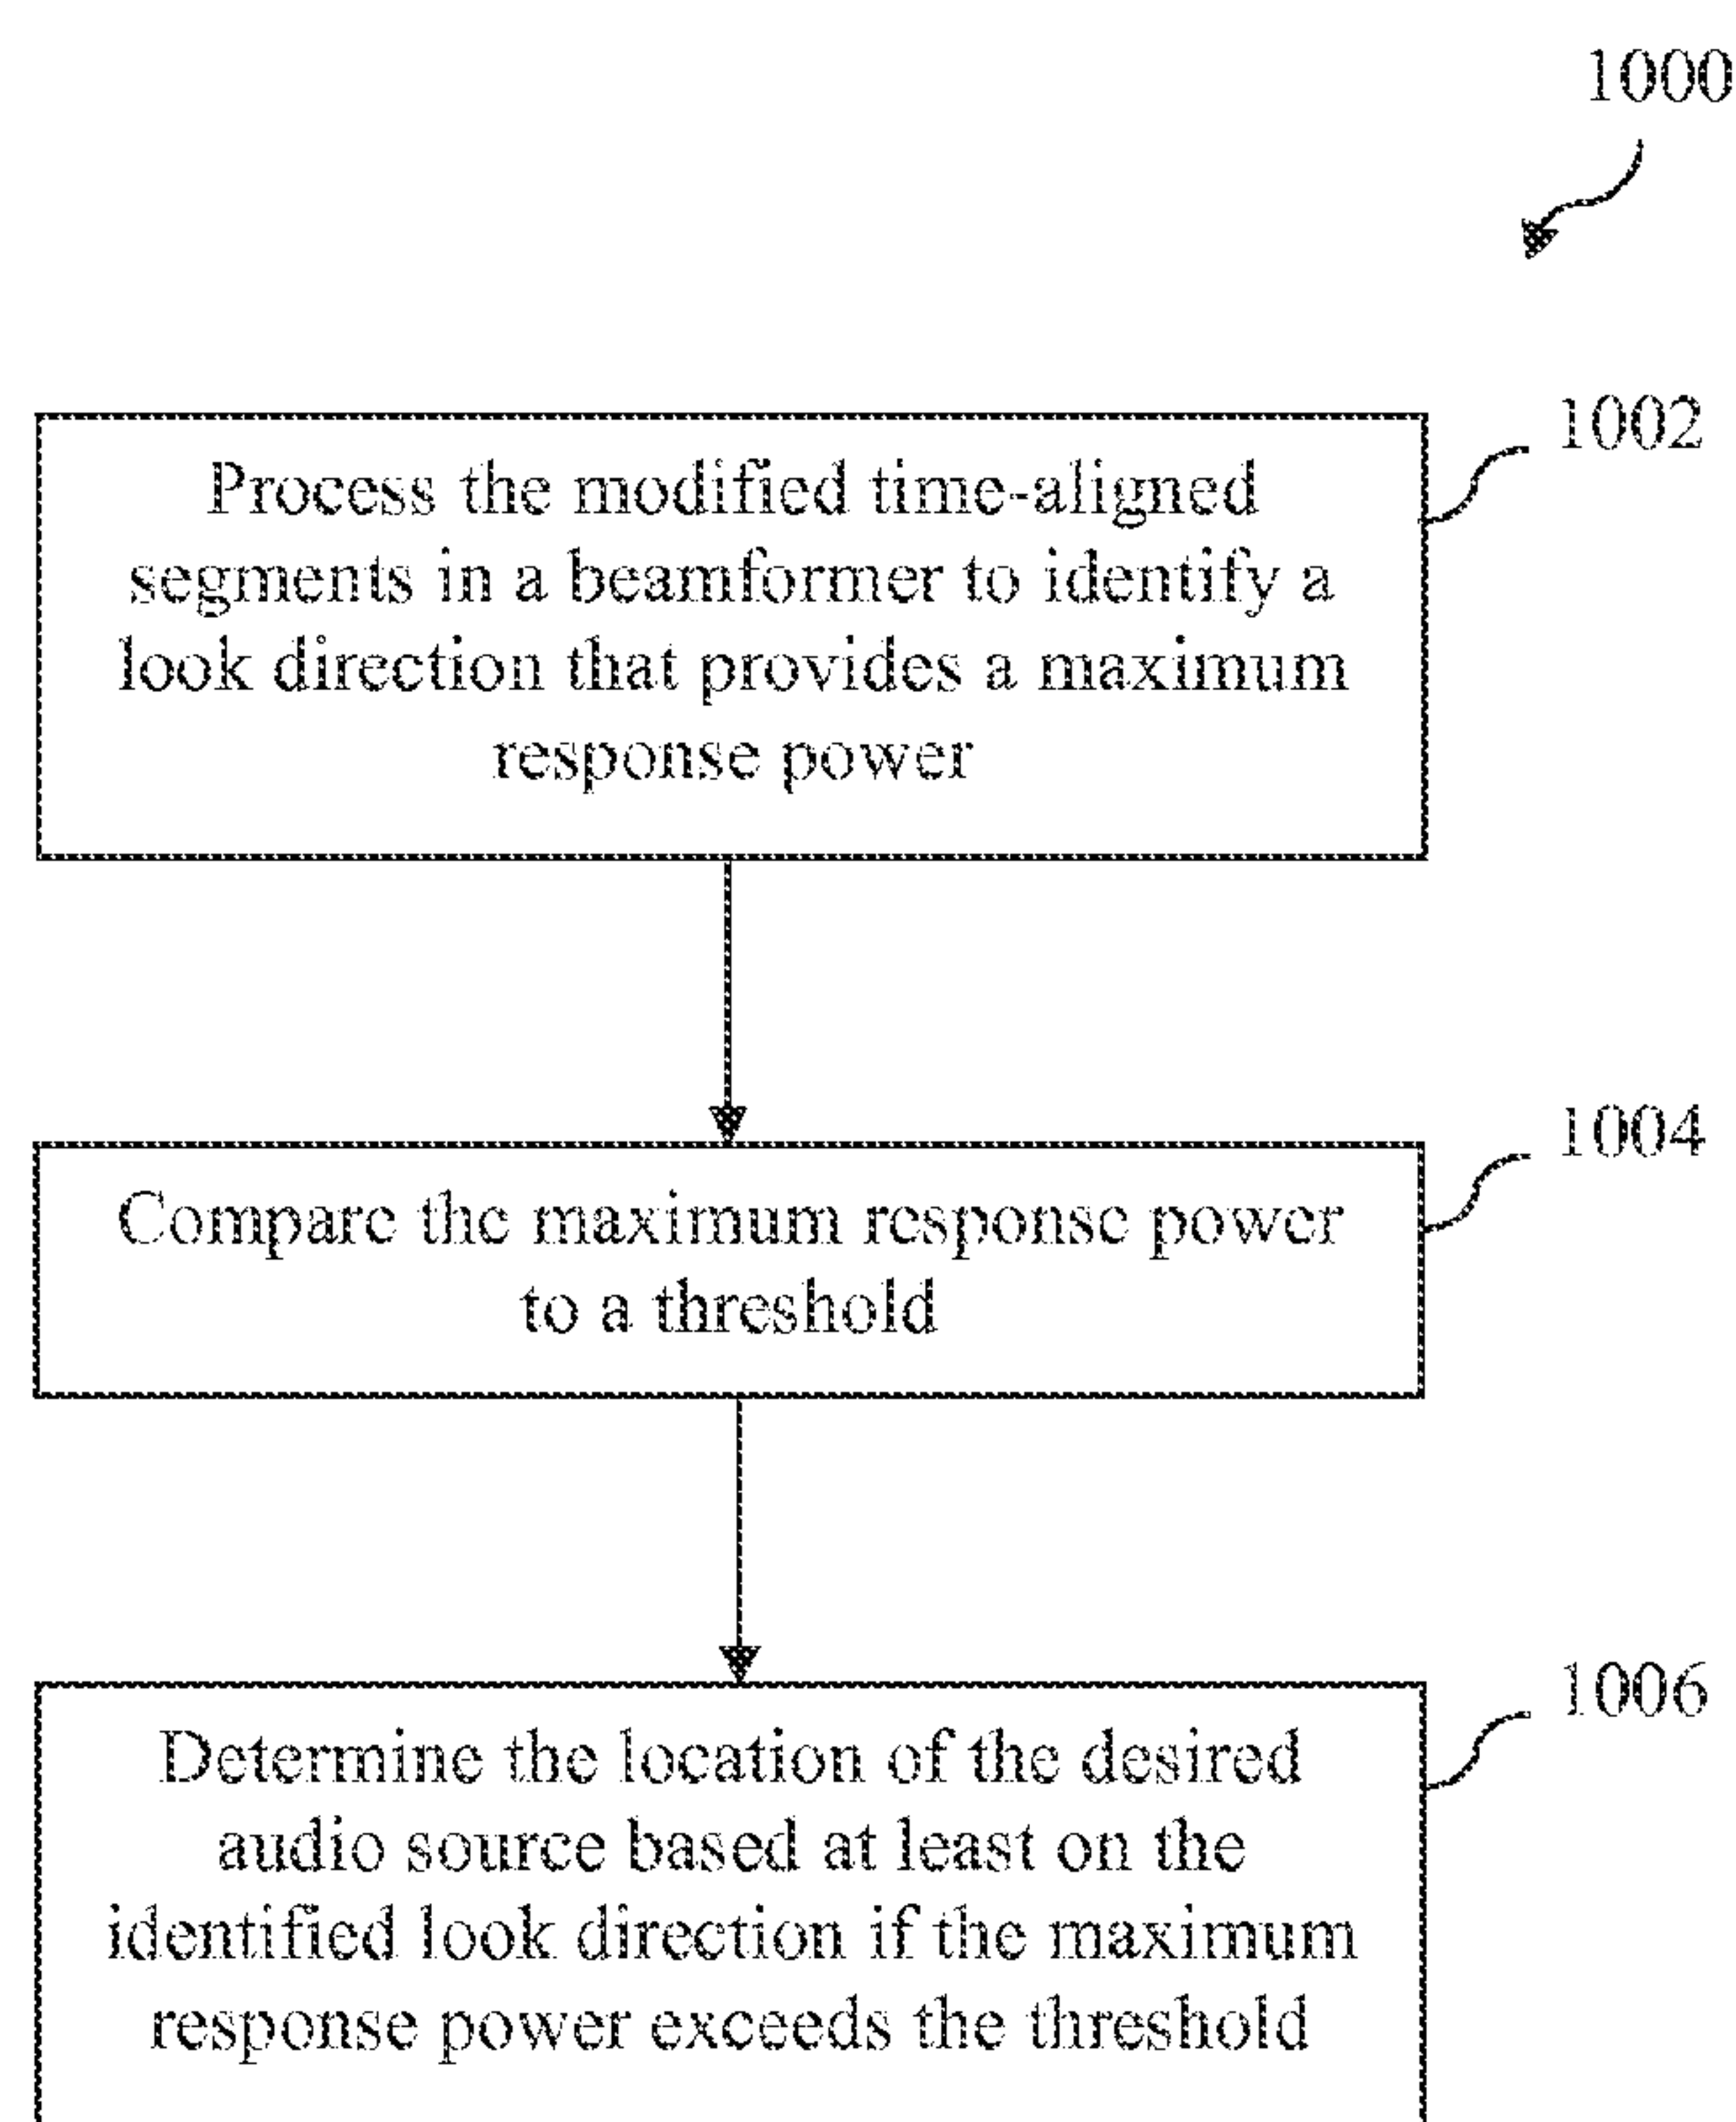 1000
1002
Process the modified time-aligned
segments in a beamformer to identify a
look direction that provides a maximum
response power
1004
Compare the maximum response power
to a threshold
1006
Determine the location of the desired
audio source based at least on the
identified look direction if the maximum
response power exceeds the threshold